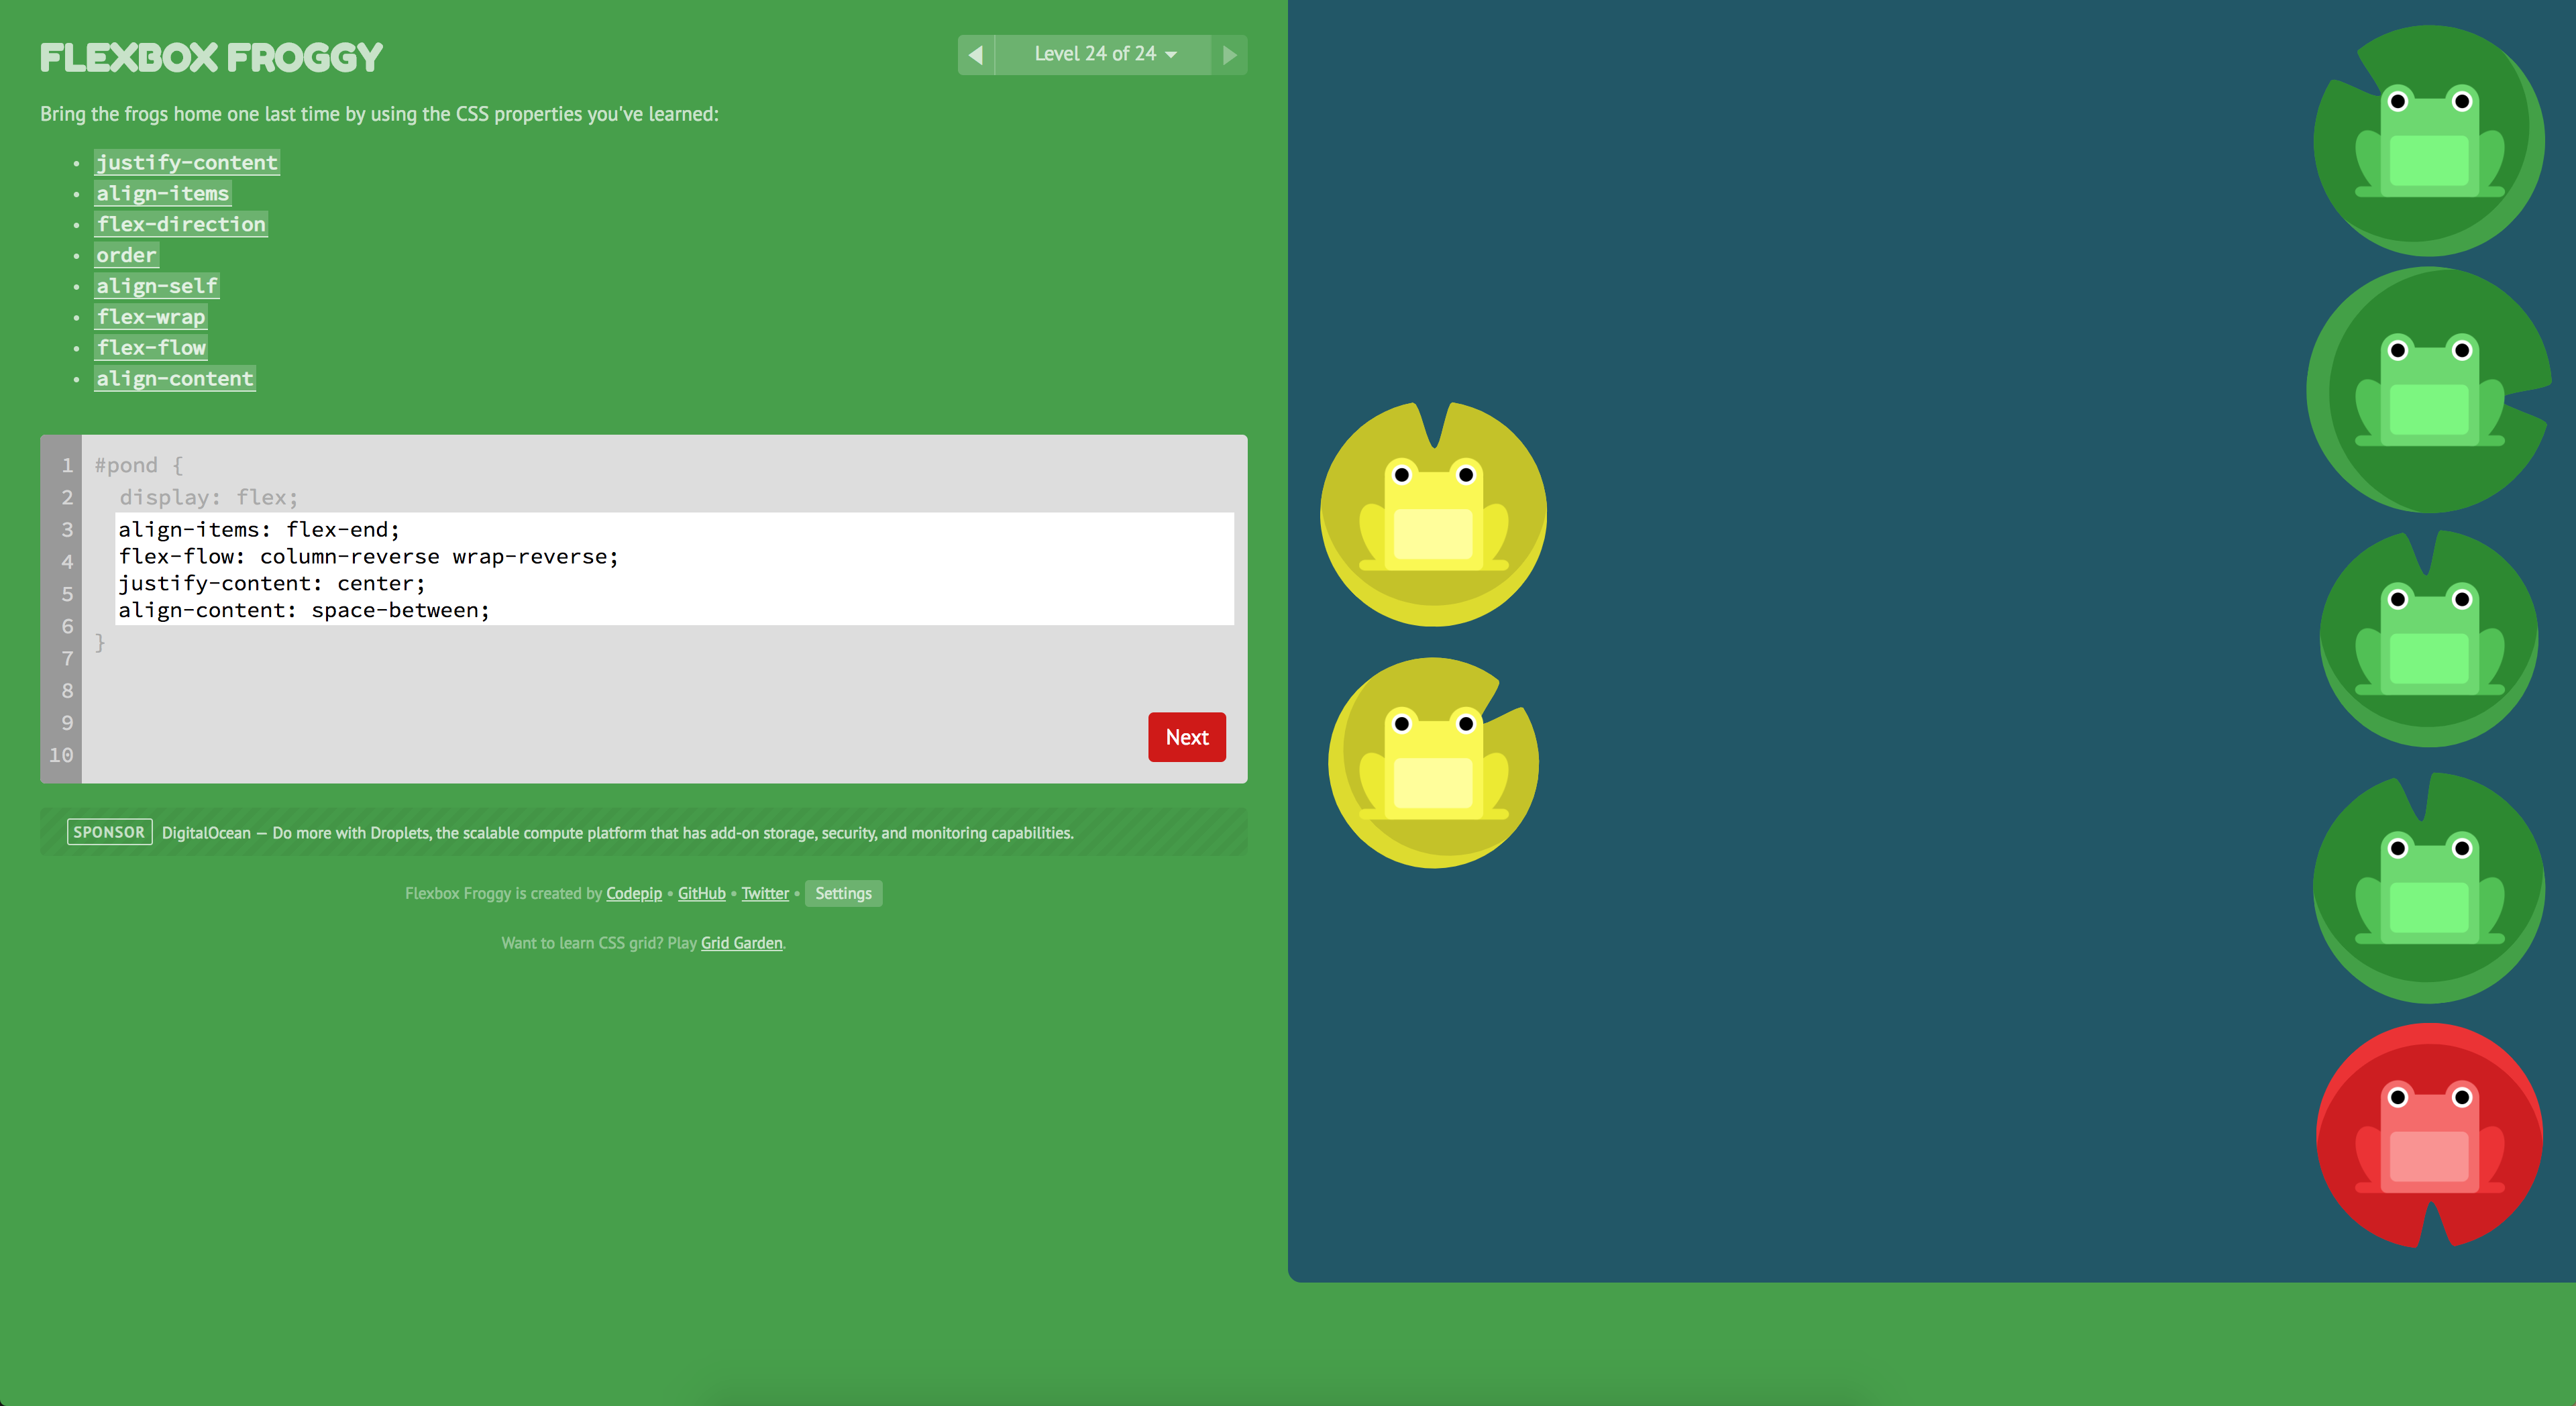 FLEXBOX FROGGY
Level 24 of 24
Bring the frogs home one last time by using the CSS properties you've learned:
• justify-content
• align-items
• flex-direction
• order
• align-self
• flex-wrap
• flex-flow
• align-content
1 #pond {
2 display: flex;
3 align-items: flex-end;
4 flex-flow: column-reverse wrap-reverse;
5 justify-content: center;
6 align-content: space-between;
7 }
8
9
10
Next
SPONSOR DigitalOcean — Do more with Droplets, the scalable compute platform that has add-on storage, security, and monitoring capabilities.
Flexbox Froggy is created by Codepip • GitHub • Twitter • Settings
Want to learn CSS grid? Play Grid Garden.